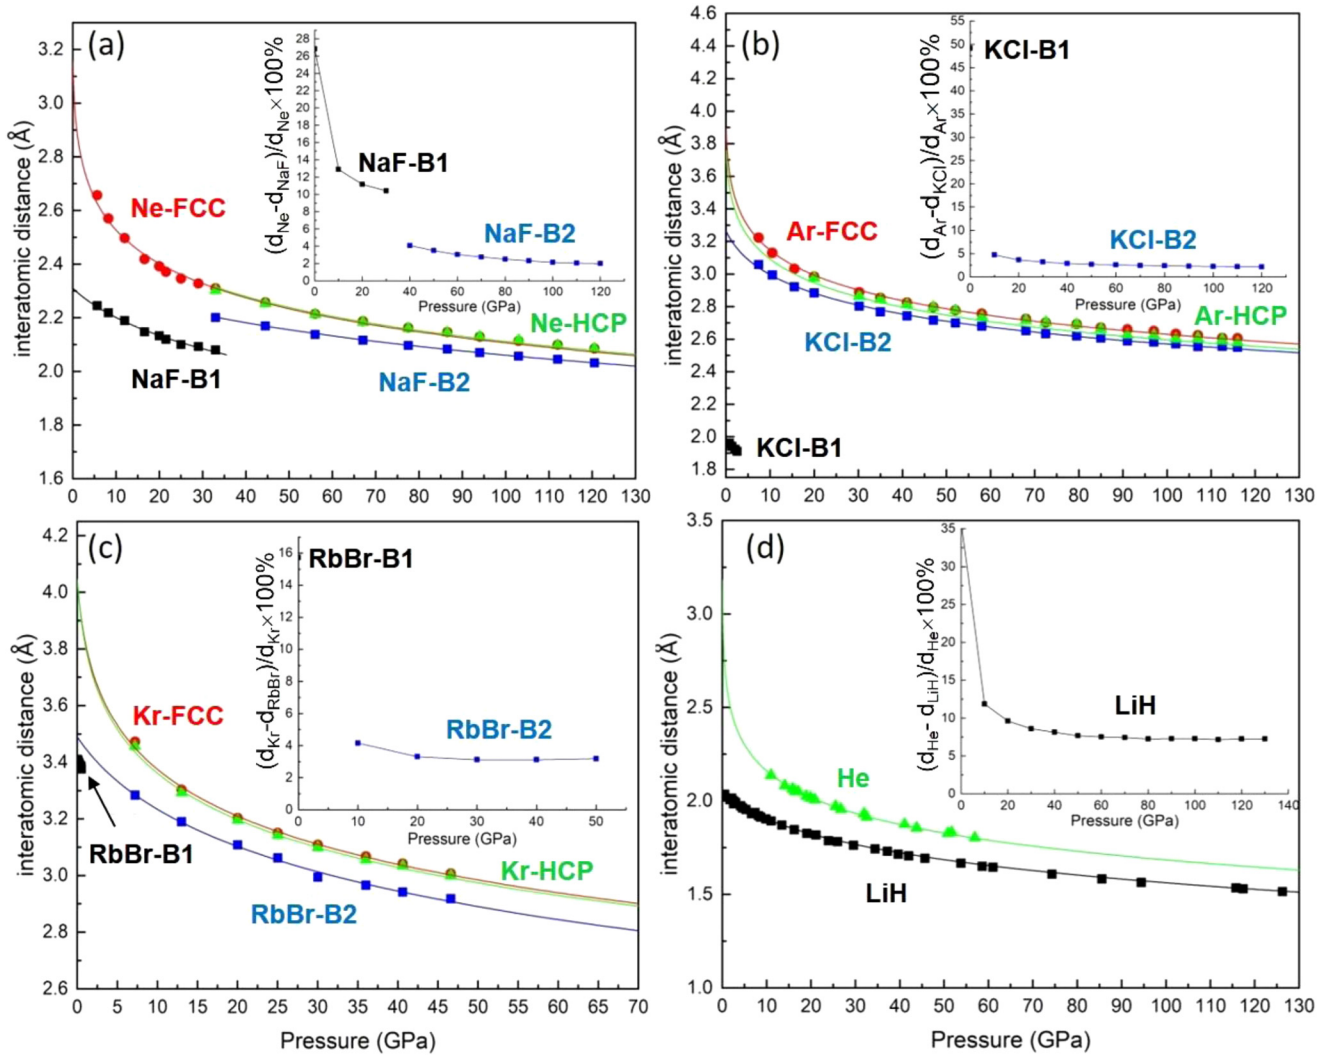 (a)
interatomic distance (Å)
3.2
3.0
2.8
2.6
2.4
2.2
2.0
1.8
1.6
0 10 20 30 40 50 60 70 80 90 100 110 120 130
Ne-FCC
Ne-HCP
NaF-B1
NaF-B2
(d_Ne-d_NaF)/d_Ne×100%
28
26
24
22
20
18
16
14
12
10
8
6
4
2
0
0 20 40 60 80 100 120
Pressure (GPa)
NaF-B1
NaF-B2
(b)
interatomic distance (Å)
4.6
4.4
4.2
4.0
3.8
3.6
3.4
3.2
3.0
2.8
2.6
2.4
2.2
2.0
1.8
0 10 20 30 40 50 60 70 80 90 100 110 120 130
Ar-FCC
Ar-HCP
KCl-B2
KCl-B1
(d_Ar-d_KCl)/d_Ar×100%
55
50
45
40
35
30
25
20
15
10
5
0
0 20 40 60 80 100 120
Pressure (GPa)
KCl-B1
KCl-B2
(c)
interatomic distance (Å)
4.2
4.0
3.8
3.6
3.4
3.2
3.0
2.8
2.6
0 5 10 15 20 25 30 35 40 45 50 55 60 65 70
Pressure (GPa)
Kr-FCC
Kr-HCP
RbBr-B1
RbBr-B2
(d_Kr-d_RbBr)/d_Kr×100%
16
14
12
10
8
6
4
2
0
0 10 20 30 40 50
Pressure (GPa)
RbBr-B1
RbBr-B2
(d)
interatomic distance (Å)
3.5
3.0
2.5
2.0
1.5
1.0
0 10 20 30 40 50 60 70 80 90 100 110 120 130
Pressure (GPa)
He
LiH
(d_He- d_LiH)/d_He×100%
35
30
25
20
15
10
5
0
0 20 40 60 80 100 120 140
Pressure (GPa)
LiH